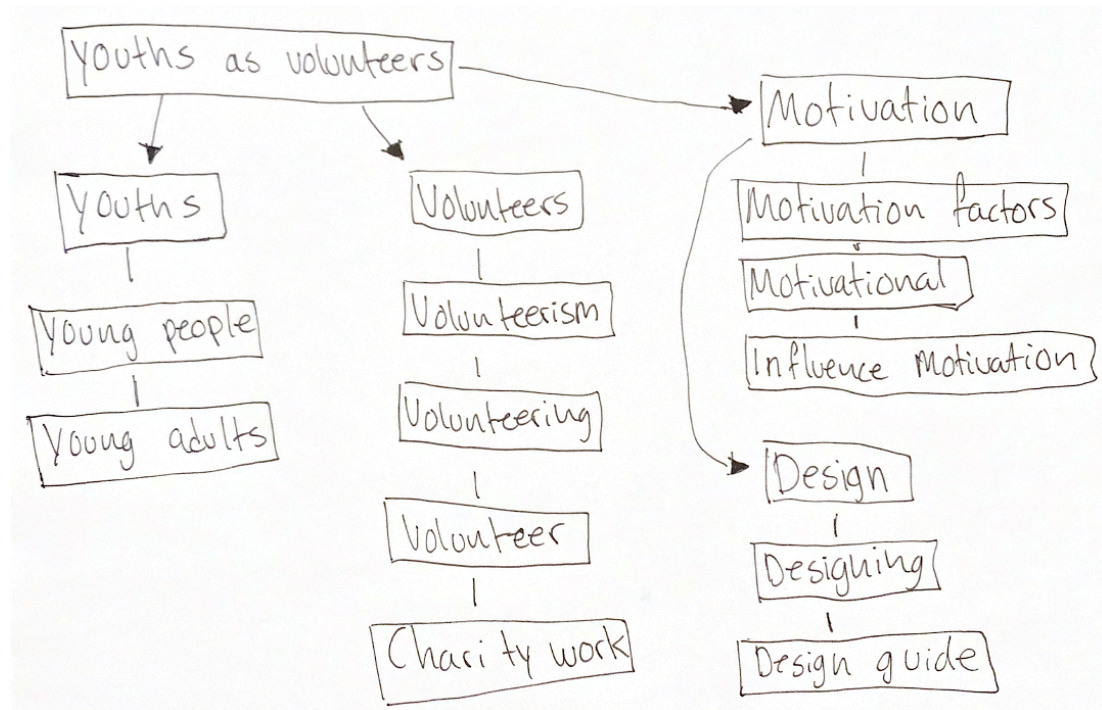 Youths as volunteers
Youths
Young people
Young adults
Volunteers
Volunteerism
Volunteering
Volunteer
Charity work
Motivation
Motivation factors
Motivational
Influence Motivation
Design
Designing
Design guide